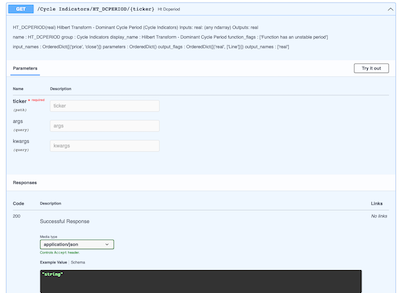 GET /Cycle Indicators/HT_DCPERIOD/{ticker} Ht Dcperiod
HT_DCPERIOD(real) Hilbert Transform - Dominant Cycle Period (Cycle Indicators) Inputs: real: (any ndarray) Outputs: real
name : HT_DCPERIOD group : Cycle Indicators display_name : Hilbert Transform - Dominant Cycle Period function_flags : ['Function has an unstable period']
input_names : OrderedDict([('price', 'close')]) parameters : OrderedDict() output_flags : OrderedDict([('real', ['Line'])]) output_names : ['real']
Parameters
Try it out
Name Description
ticker * required
(path)
ticker
args
(query)
args
kwargs
(query)
kwargs
Responses
Code Description Links
200 Successful Response No links
Media type
application/json
Controls Accept header.
Example Value Schema
"string"